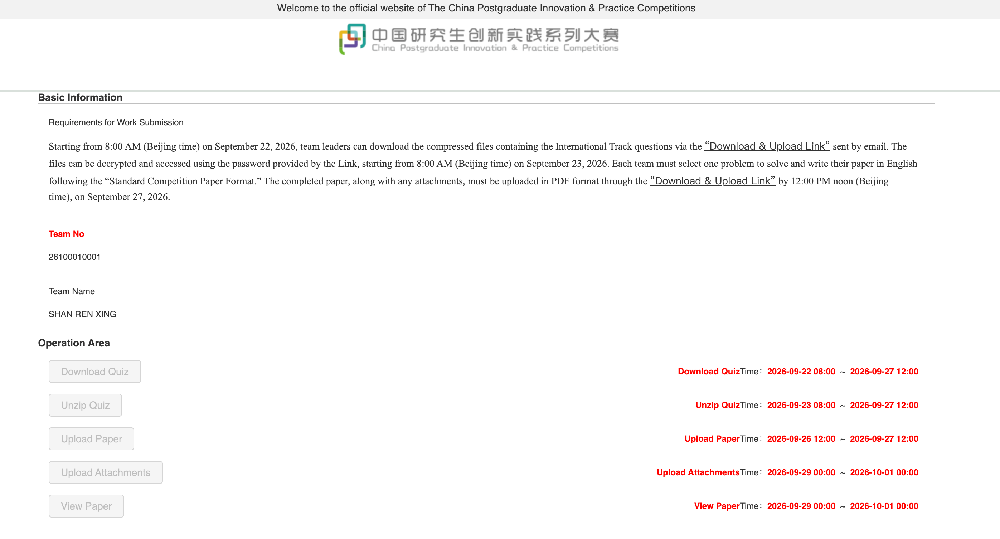 Welcome to the official website of The China Postgraduate Innovation & Practice Competitions
中国研究生创新实践系列大赛
China Postgraduate Innovation & Practice Competitions
Basic Information
Requirements for Work Submission
Starting from 8:00 AM (Beijing time) on September 22, 2026, team leaders can download the compressed files containing the International Track questions via the “Download & Upload Link” sent by email. The
files can be decrypted and accessed using the password provided by the Link, starting from 8:00 AM (Beijing time) on September 23, 2026. Each team must select one problem to solve and write their paper in English
following the “Standard Competition Paper Format.” The completed paper, along with any attachments, must be uploaded in PDF format through the “Download & Upload Link” by 12:00 PM noon (Beijing
time), on September 27, 2026.
Team No
26100010001
Team Name
SHAN REN XING
Operation Area
Download Quiz Download QuizTime：2026-09-22 08:00 ~ 2026-09-27 12:00
Unzip Quiz Unzip QuizTime：2026-09-23 08:00 ~ 2026-09-27 12:00
Upload Paper Upload PaperTime：2026-09-26 12:00 ~ 2026-09-27 12:00
Upload Attachments Upload AttachmentsTime：2026-09-29 00:00 ~ 2026-10-01 00:00
View Paper View PaperTime：2026-09-29 00:00 ~ 2026-10-01 00:00